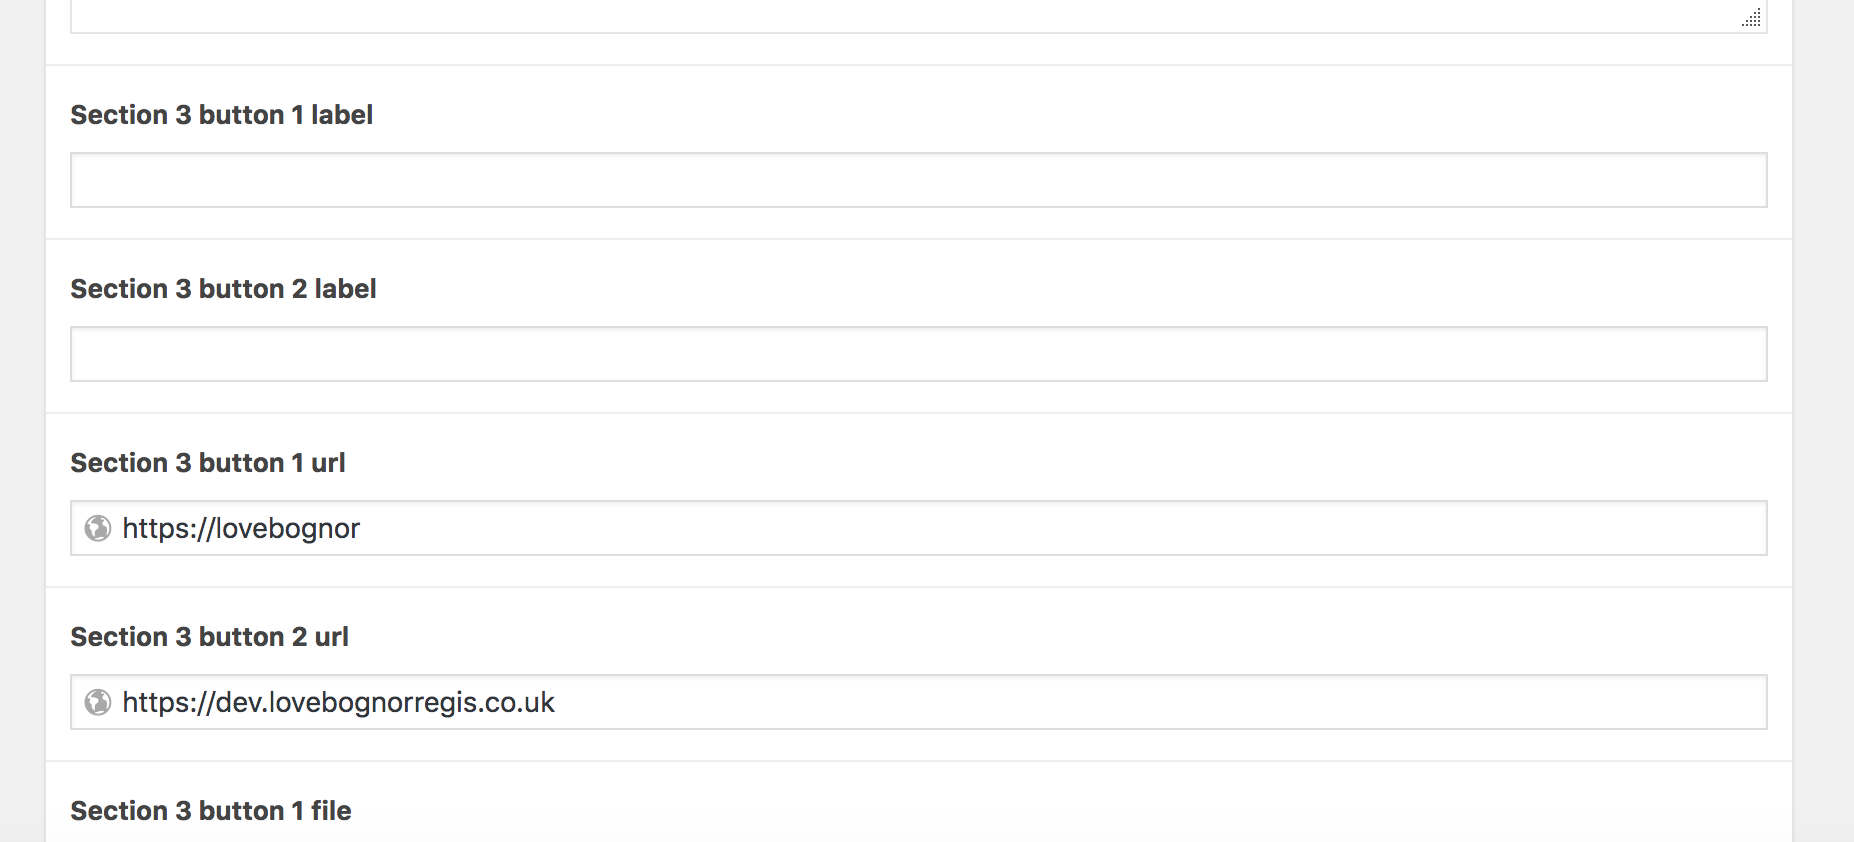 Section 3 button 1 label
Section 3 button 2 label
Section 3 button 1 url
https://lovebognor
Section 3 button 2 url
https://dev.lovebognorregis.co.uk
Section 3 button 1 file